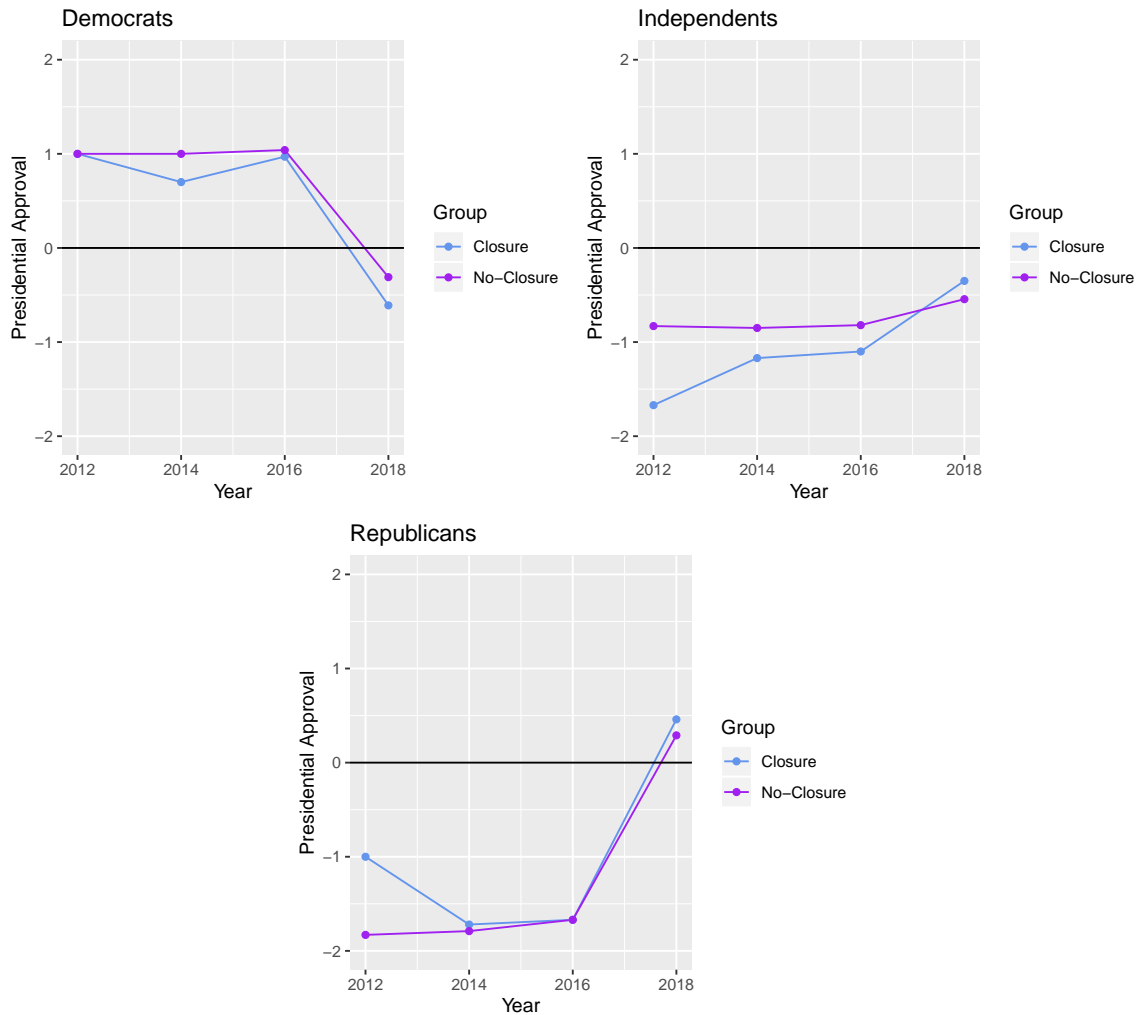 Democrats
2
1
0
−1
−2
Presidential Approval
2012 2014 2016 2018
Year
Group
Closure
No−Closure
Independents
2
1
0
−1
−2
Presidential Approval
2012 2014 2016 2018
Year
Group
Closure
No−Closure
Republicans
2
1
0
−1
−2
Presidential Approval
2012 2014 2016 2018
Year
Group
Closure
No−Closure